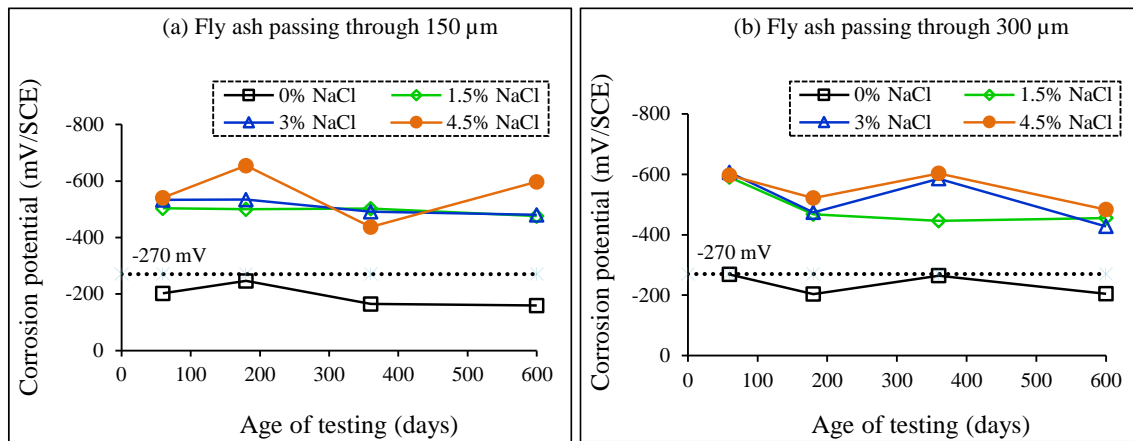 (a) Fly ash passing through 150 µm
0% NaCl
1.5% NaCl
3% NaCl
4.5% NaCl
Corrosion potential (mV/SCE)
-800
-600
-400
-200
0
-270 mV
0
100
200
300
400
500
600
Age of testing (days)
(b) Fly ash passing through 300 µm
0% NaCl
1.5% NaCl
3% NaCl
4.5% NaCl
Corrosion potential (mV/SCE)
-800
-600
-400
-200
0
-270 mV
0
100
200
300
400
500
600
Age of testing (days)